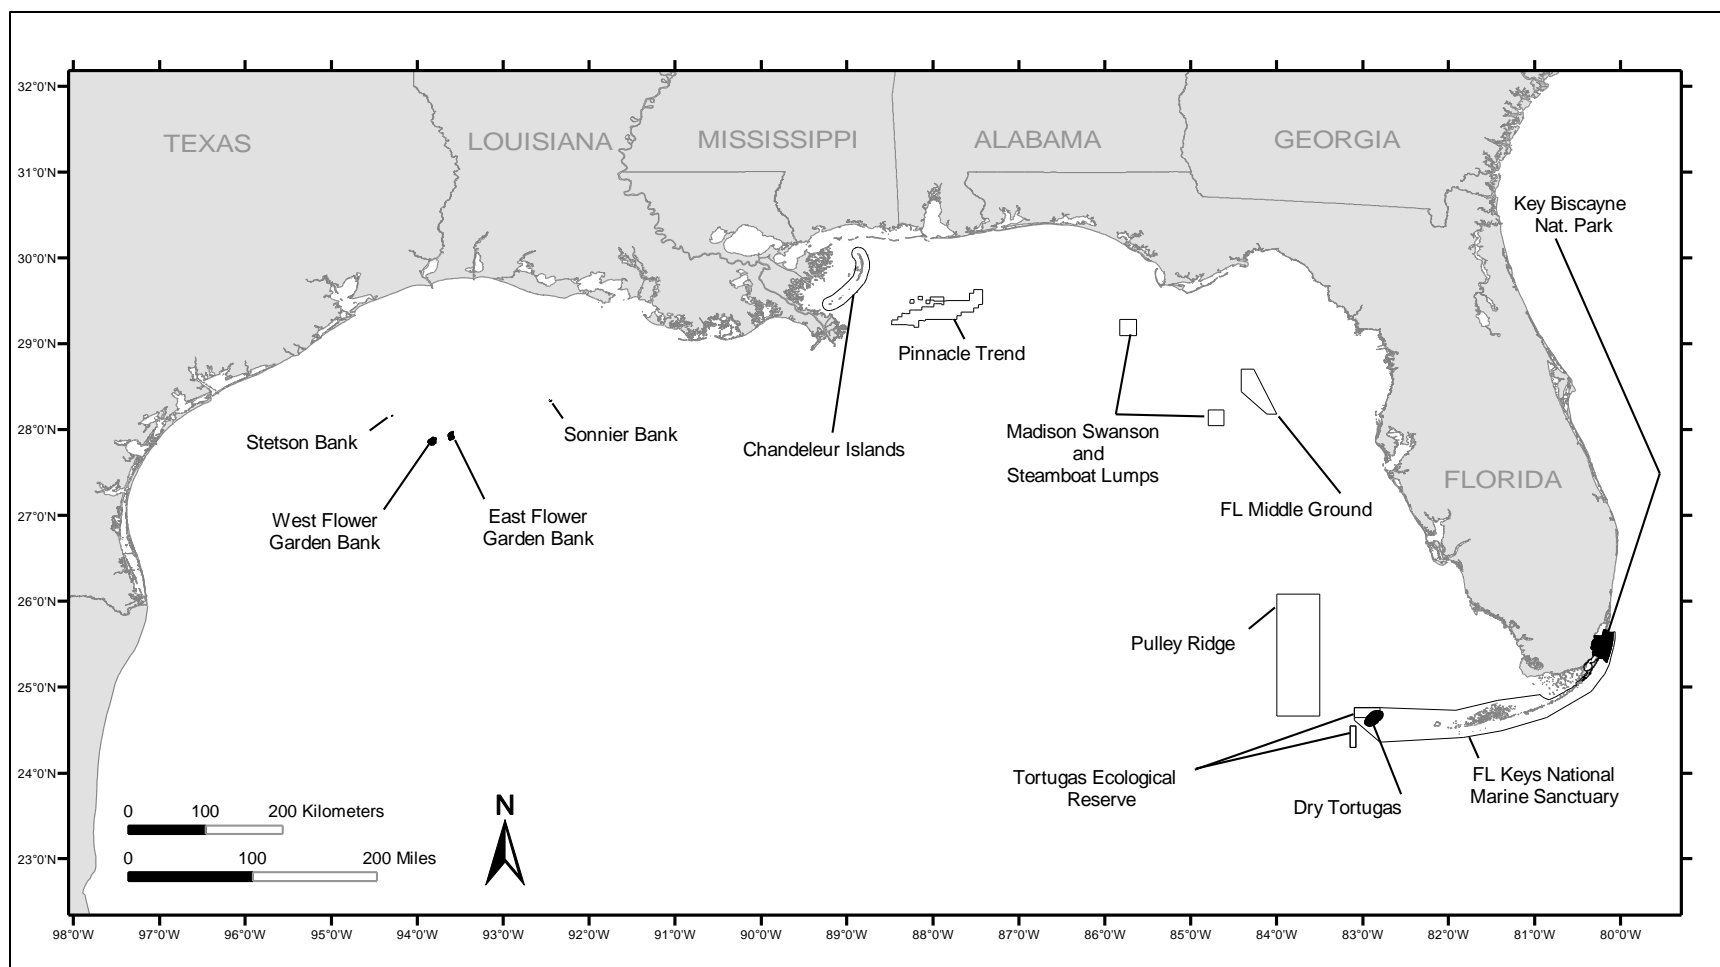 32°0'N
31°0'N
30°0'N
29°0'N
28°0'N
27°0'N
26°0'N
25°0'N
24°0'N
23°0'N
TEXAS
LOUISIANA
MISSISSIPPI
ALABAMA
GEORGIA
FLORIDA
Key Biscayne
Nat. Park
Pinnacle Trend
Stetson Bank
Sonnier Bank
Chandeleur Islands
Madison Swanson
and
Steamboat Lumps
FL Middle Ground
West Flower
Garden Bank
East Flower
Garden Bank
Pulley Ridge
Tortugas Ecological
Reserve
Dry Tortugas
FL Keys National
Marine Sanctuary
0 100 200 Kilometers
0 100 200 Miles
N
98°0'W 97°0'W 96°0'W 95°0'W 94°0'W 93°0'W 92°0'W 91°0'W 90°0'W 89°0'W 88°0'W 87°0'W 86°0'W 85°0'W 84°0'W 83°0'W 82°0'W 81°0'W 80°0'W